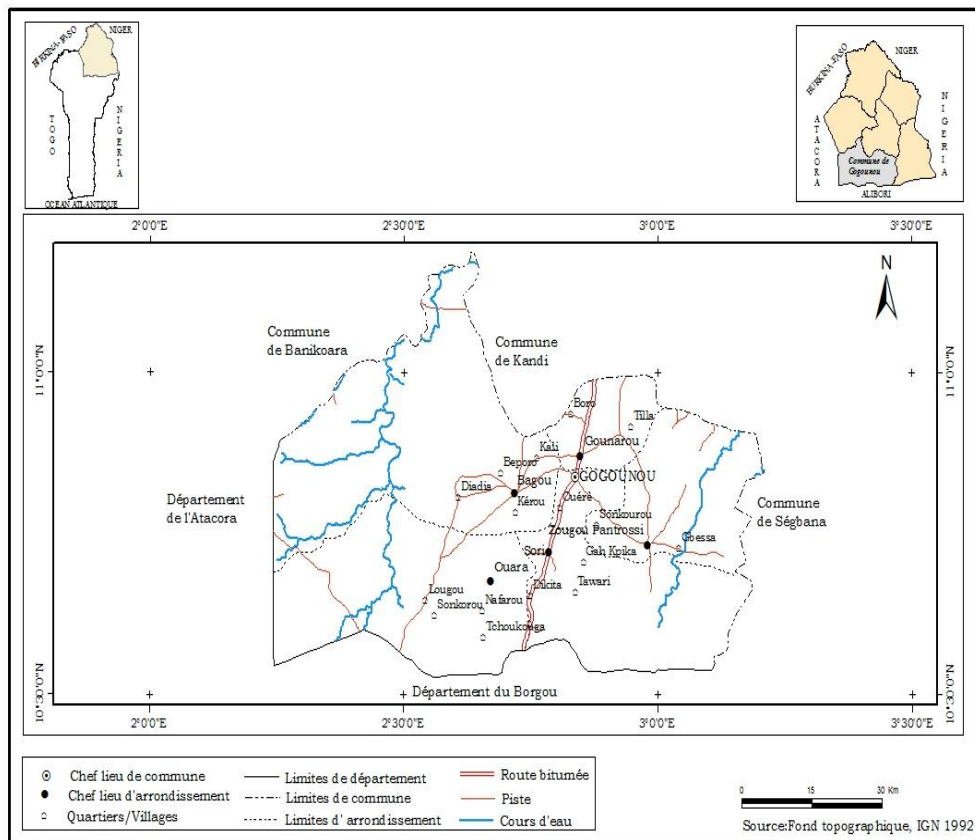 BURKINA-FASO
NIGER
TOGO
NIGERIA
OCEAN ATLANTIQUE
BURKINA-FASO
NIGER
ATACORA
NIGERIA
Commune de
Gogounou
ALIBORI
2°0'0"E
2°30'0"E
3°0'0"E
3°30'0"E
N
Commune
de Banikoara
Commune
de Kandi
11°0'0"N
11°0'0"N
Boro
Tilla
Kali
Gounarou
Beporo
Bagou
GOGOUNOU
Diadia
Kérou
Ouèrè
Sonkourou
Département
de l'Atacora
Commune
de Ségbana
Zougou Pantrossi
Gbessa
Sori
Gah Kpika
Ouara
Lougou
Nafarou
Dikita
Tawari
Sonkorou
Tchoukouga
10°30'0"N
10°30'0"N
Département du Borgou
2°0'0"E
2°30'0"E
3°0'0"E
3°30'0"E
Chef lieu de commune
Limites de département
Route bitumée
Chef lieu d'arrondissement
Limites de commune
Piste
Quartiers/Villages
Limites d' arrondissement
Cours d'eau
0
15
30 Km
Source:Fond topographique, IGN 1992